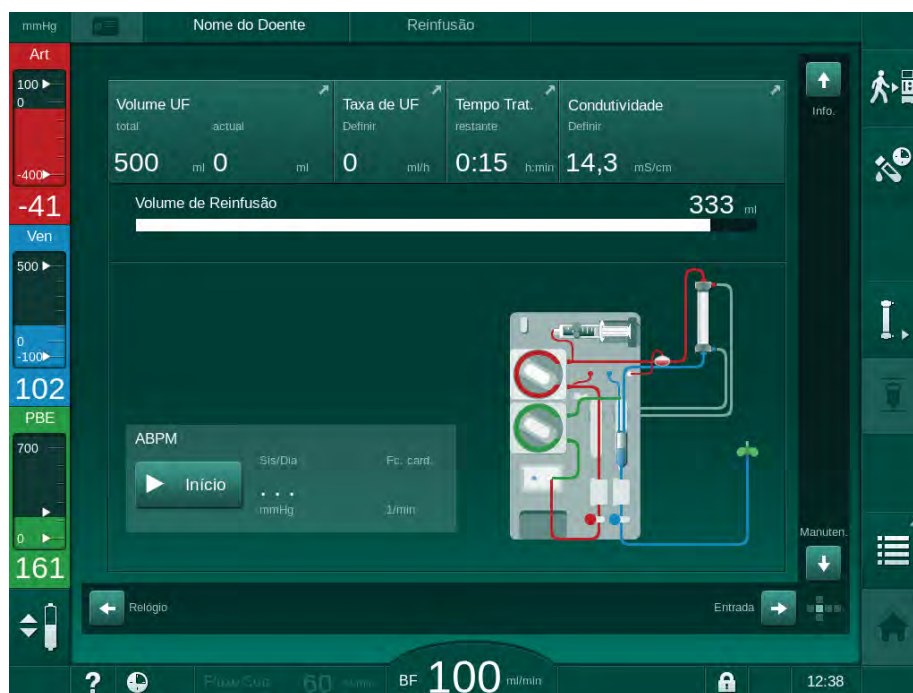 mmHg Nome do Doente Reinfusão
Art
100
0
-400
-41
Ven
500
0
-100
102
PBE
700
0
161
Volume UF Taxa de UF Tempo Trat. Condutividade
total actual Definir restante Definir
500 ml 0 ml 0 ml/h 0:15 h:min 14,3 mS/cm
Volume de Reinfusão 333 ml
Info.
ABPM
Sis/Dia Fc. card.
Início . . .
mmHg 1/min
Manuten.
Relógio Entrada
? 60 BF 100 ml/min 12:38